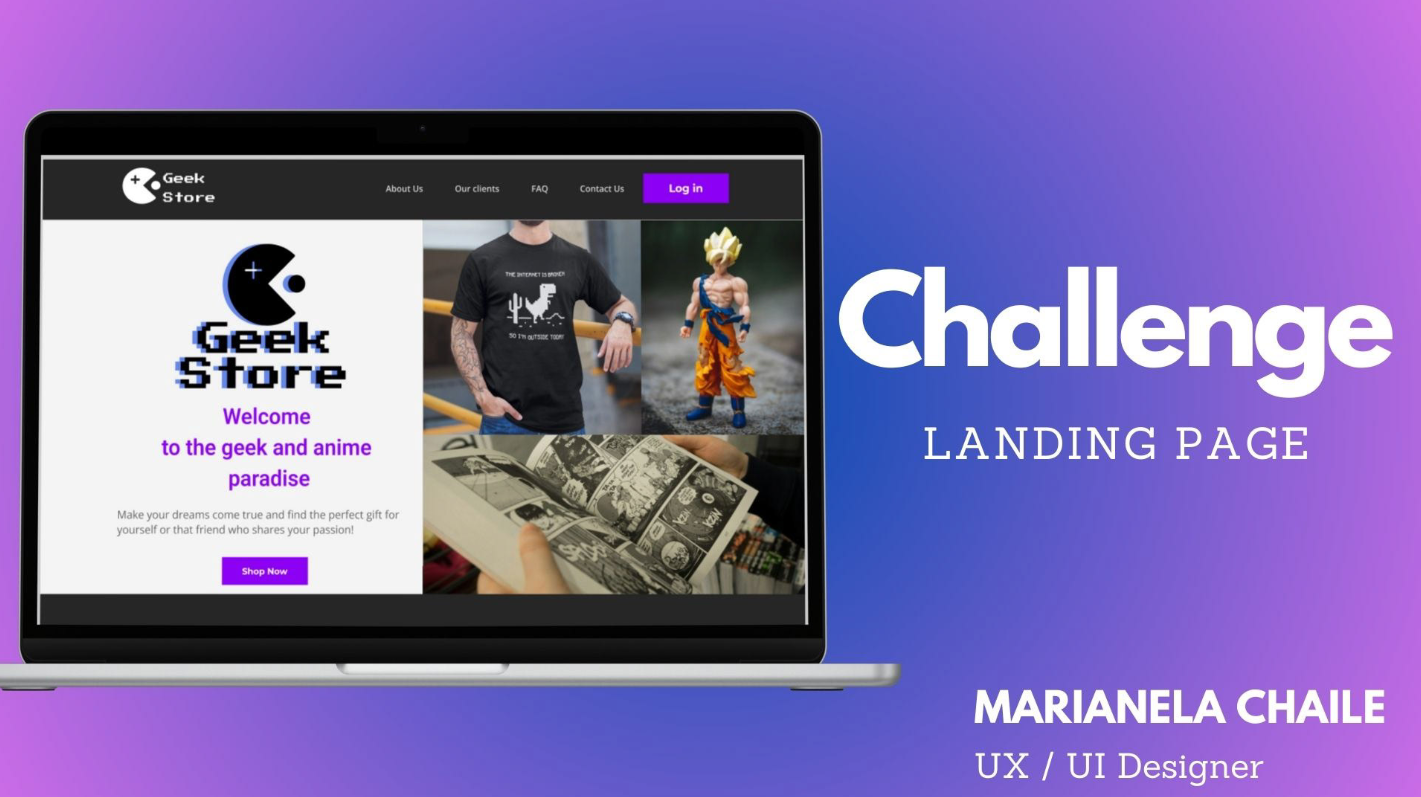 Geek
Store
About Us
Our clients
FAQ
Contact Us
Log in
Geek
Store
Welcome
to the geek and anime
paradise
Make your dreams come true and find the perfect gift for
yourself or that friend who shares your passion!
Shop Now
THE INTERNET IS BROKEN
SO I'M OUTSIDE TODAY
Challenge
LANDING PAGE
MARIANELA CHAILE
UX / UI Designer